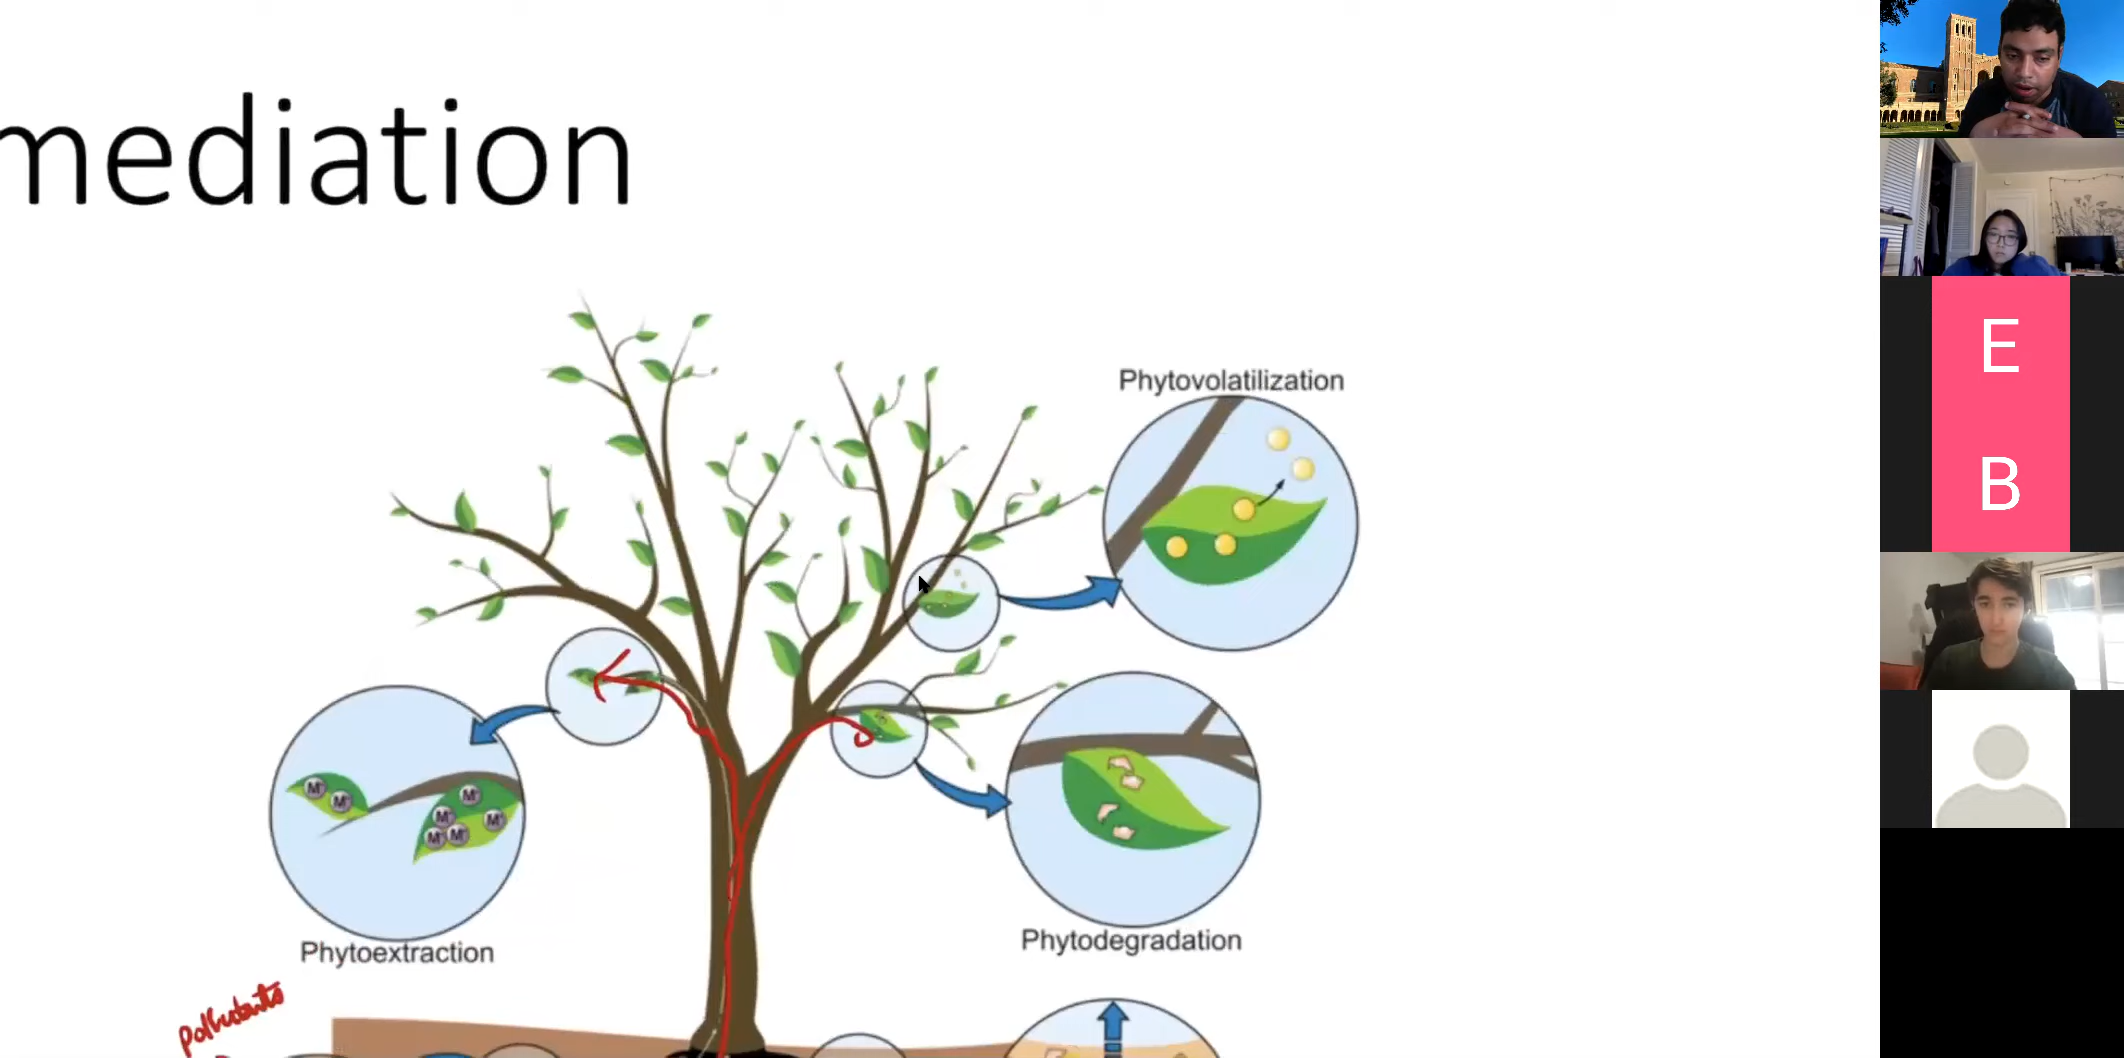 mediation
Phytovolatilization
M
M
M
M
M
M
M
Phytoextraction
Phytodegradation
pollutants
E
B